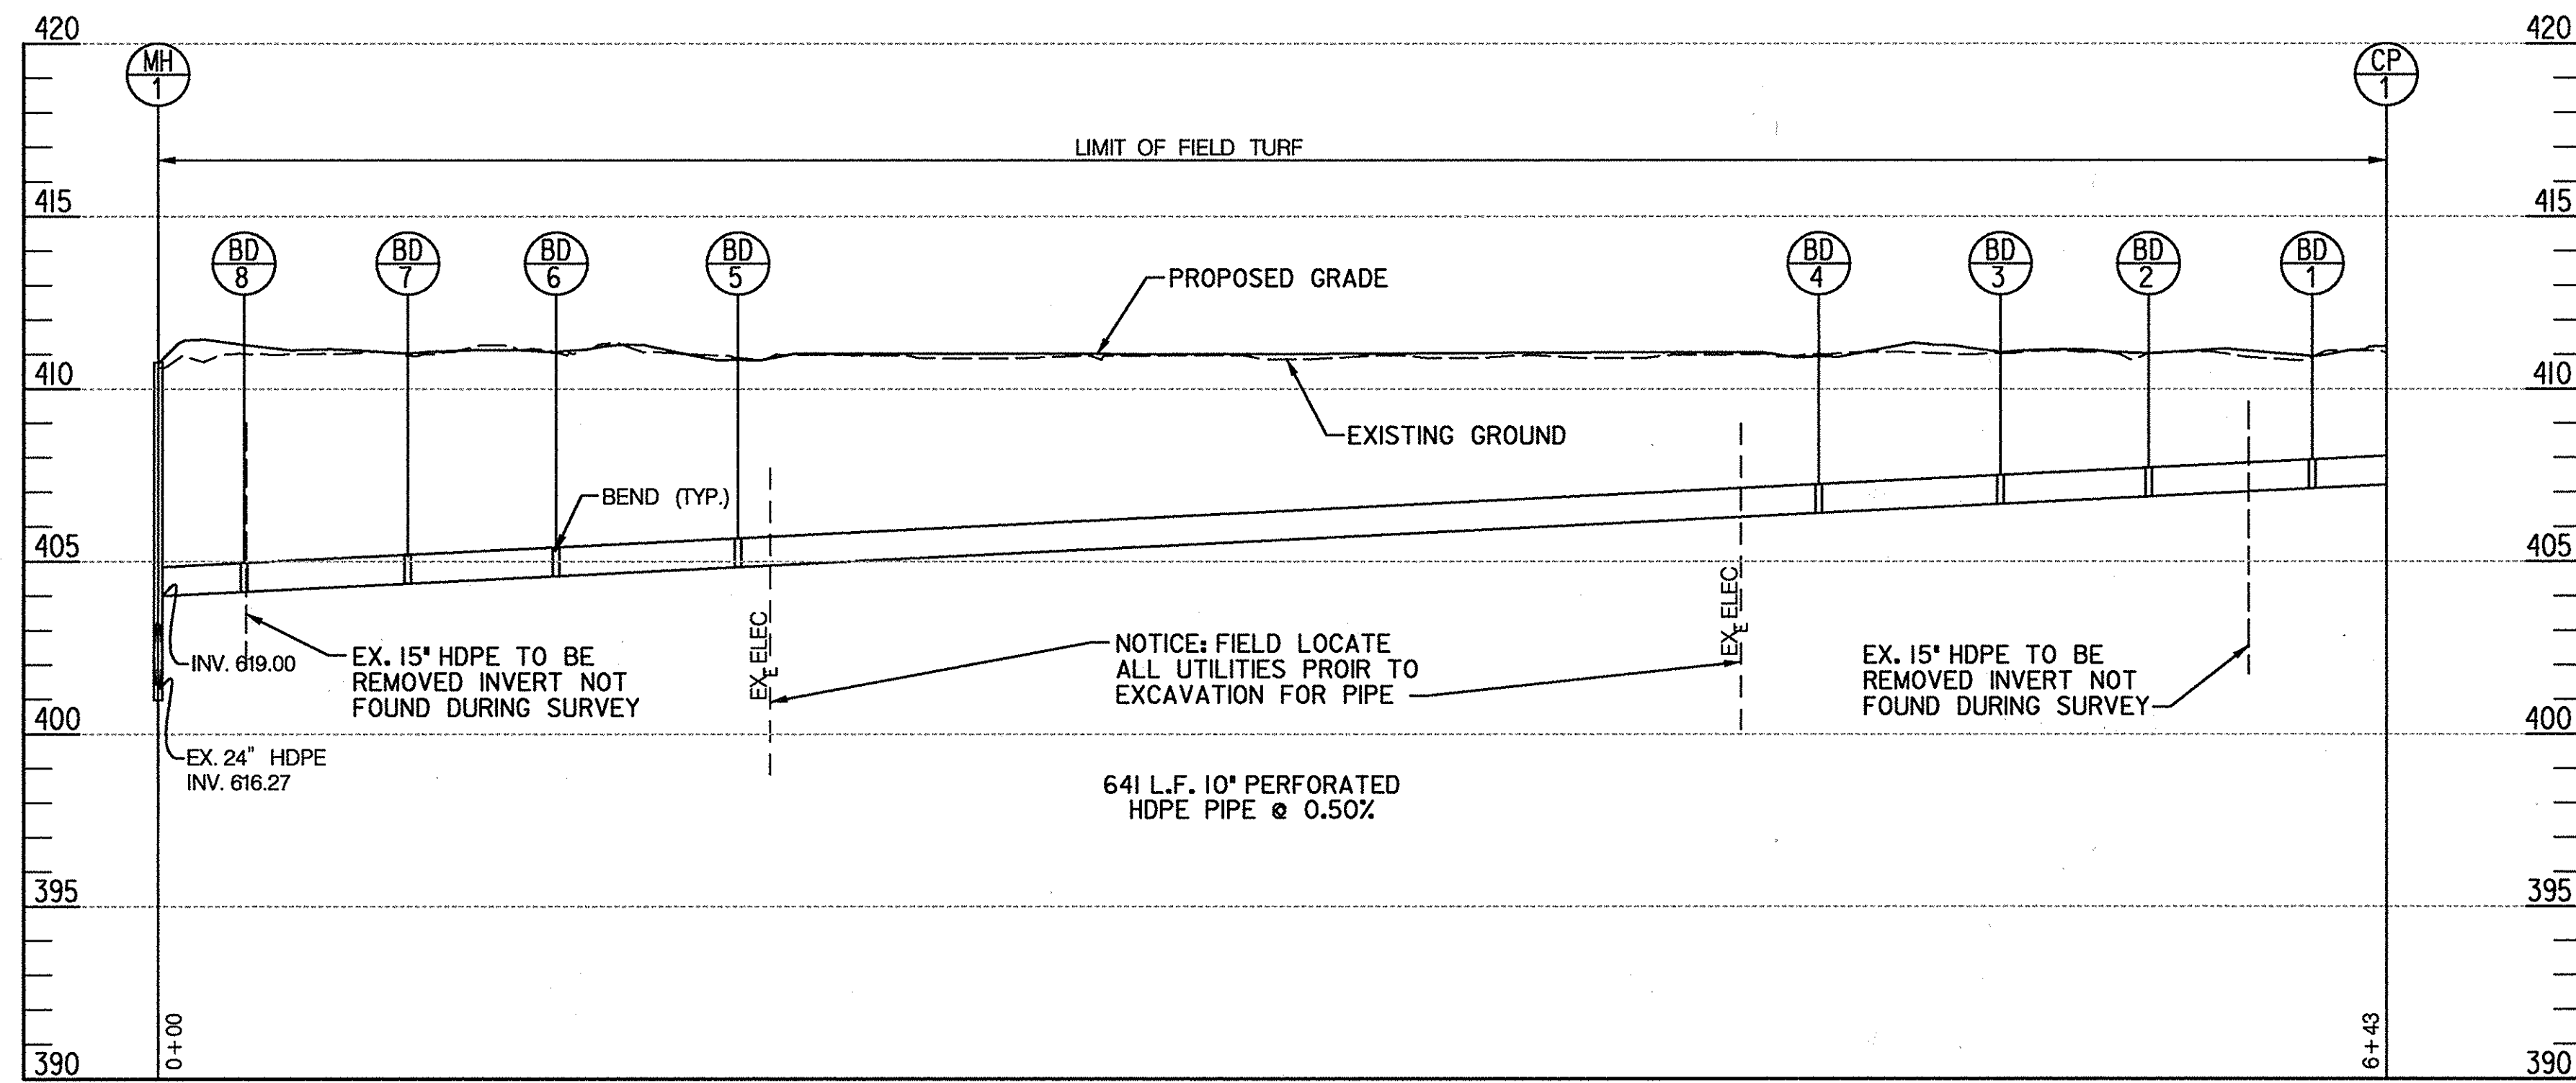 420 420
MH
1
CP
1
LIMIT OF FIELD TURF
415 415
BD
8
BD
7
BD
6
BD
5
BD
4
BD
3
BD
2
BD
1
PROPOSED GRADE
410 410
EXISTING GROUND
BEND (TYP.)
405 405
EX. ELEC
E
EX. ELEC
E
INV. 619.00
EX. 15" HDPE TO BE
REMOVED INVERT NOT
FOUND DURING SURVEY
NOTICE: FIELD LOCATE
ALL UTILITIES PROIR TO
EXCAVATION FOR PIPE
EX. 15" HDPE TO BE
REMOVED INVERT NOT
FOUND DURING SURVEY
400 400
EX. 24" HDPE
INV. 616.27
641 L.F. 10" PERFORATED
HDPE PIPE @ 0.50%
395 395
0+00
6+43
390 390